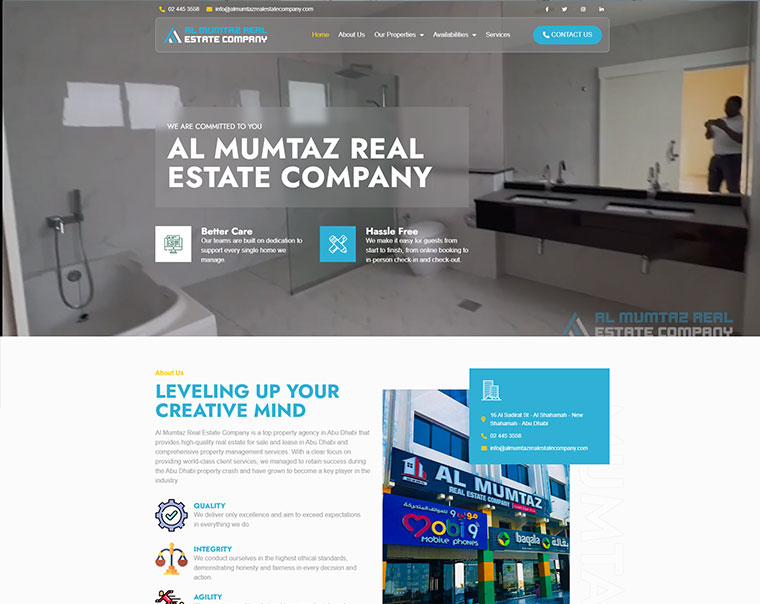 02 445 3558 info@almumtazrealestatecompany.com
AL MUMTAZ REAL
ESTATE COMPANY
Home About Us Our Properties Availabilities Services CONTACT US
WE ARE COMMITTED TO YOU
AL MUMTAZ REAL
ESTATE COMPANY
Better Care
Our teams are built on dedication to
support every single home we
manage.
Hassle Free
We make it easy for guests from
start to finish, from online booking to
in-person check-in and check-out.
AL MUMTAZ REAL
ESTATE COMPANY
About Us
LEVELING UP YOUR
CREATIVE MIND
Al Mumtaz Real Estate Company is a top property agency in Abu Dhabi that
provides high-quality real estate for sale and lease in Abu Dhabi and
comprehensive property management services. With a clear focus on
providing world-class client services, we managed to retain success during
the Abu Dhabi property crash and have grown to become a key player in the
industry
QUALITY
We deliver only excellence and aim to exceed expectations
in everything we do.
INTEGRITY
We conduct ourselves in the highest ethical standards,
demonstrating honesty and fairness in every decision and
action.
AGILITY
16 Al Sadirat St - Al Shahamah - New
Shahamah - Abu Dhabi
02 445 3558
info@almumtazrealestatecompany.com
AL MUMTAZ
REAL ESTATE COMPANY
موبي 9 للهواتف المتحركة
Mobi 9
MOBILE PHONES
baqala بقالة
MUMTA